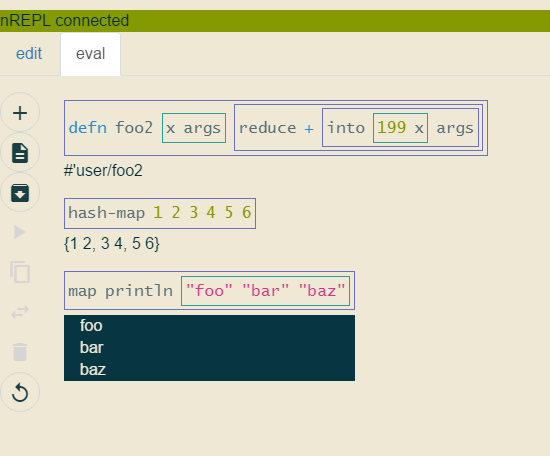 nREPL connected
edit eval
defn foo2 x args reduce + into 199 x args
#'user/foo2
hash-map 1 2 3 4 5 6
{1 2, 3 4, 5 6}
map println "foo" "bar" "baz"
foo
bar
baz